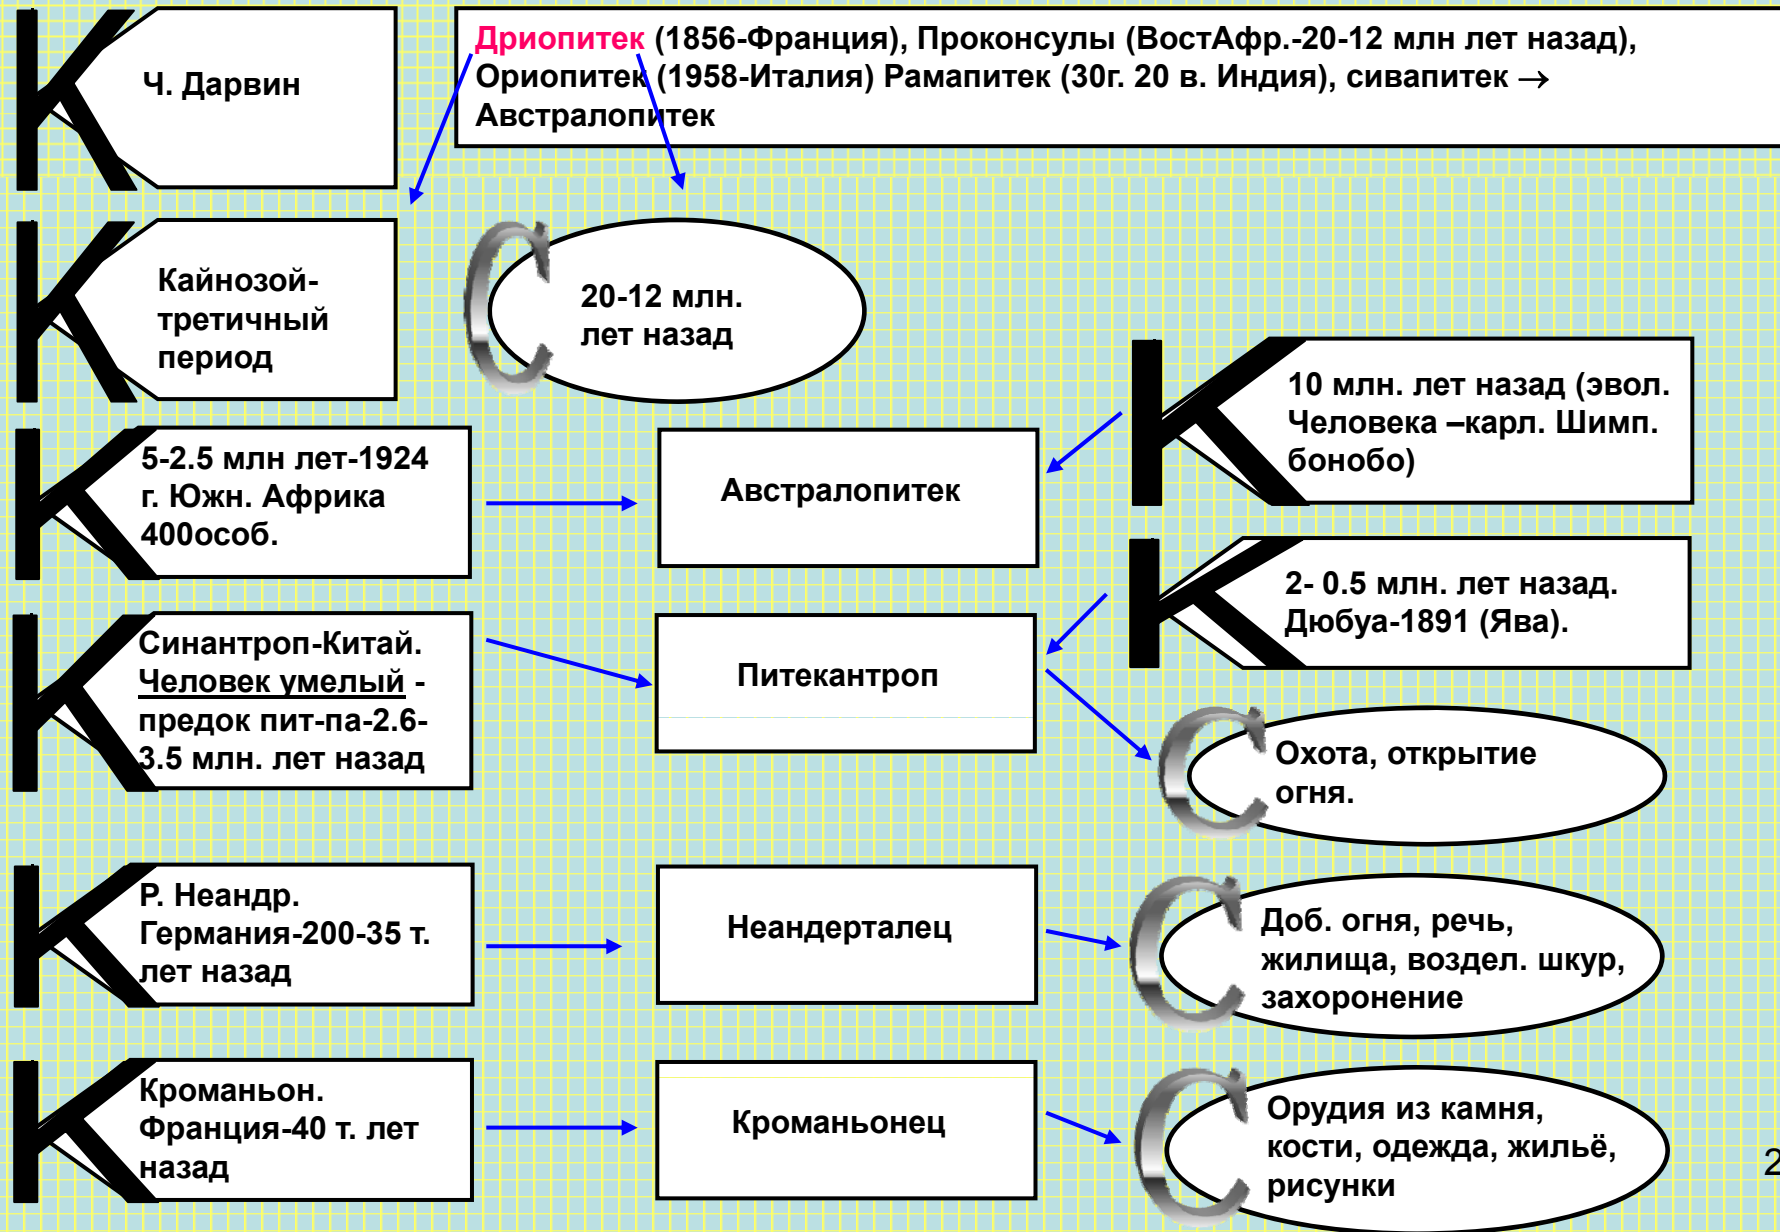 К
Ч. Дарвин
Дриопитек (1856-Франция), Проконсулы (ВостАфр.-20-12 млн лет назад),
Ориопитек (1958-Италия) Рамапитек (30г. 20 в. Индия), сивапитек →
Австралопитек
К
Кайнозой-
третичный
период
С
20-12 млн.
лет назад
К
10 млн. лет назад (эвол.
Человека –карл. Шимп.
бонобо)
К
5-2.5 млн лет-1924
г. Южн. Африка
400особ.
Австралопитек
К
2- 0.5 млн. лет назад.
Дюбуа-1891 (Ява).
К
Синантроп-Китай.
Человек умелый -
предок пит-па-2.6-
3.5 млн. лет назад
Питекантроп
С
Охота, открытие
огня.
К
Р. Неандр.
Германия-200-35 т.
лет назад
Неандерталец
С
Доб. огня, речь,
жилища, воздел. шкур,
захоронение
К
Кроманьон.
Франция-40 т. лет
назад
Кроманьонец
С
Орудия из камня,
кости, одежда, жильё,
рисунки
2